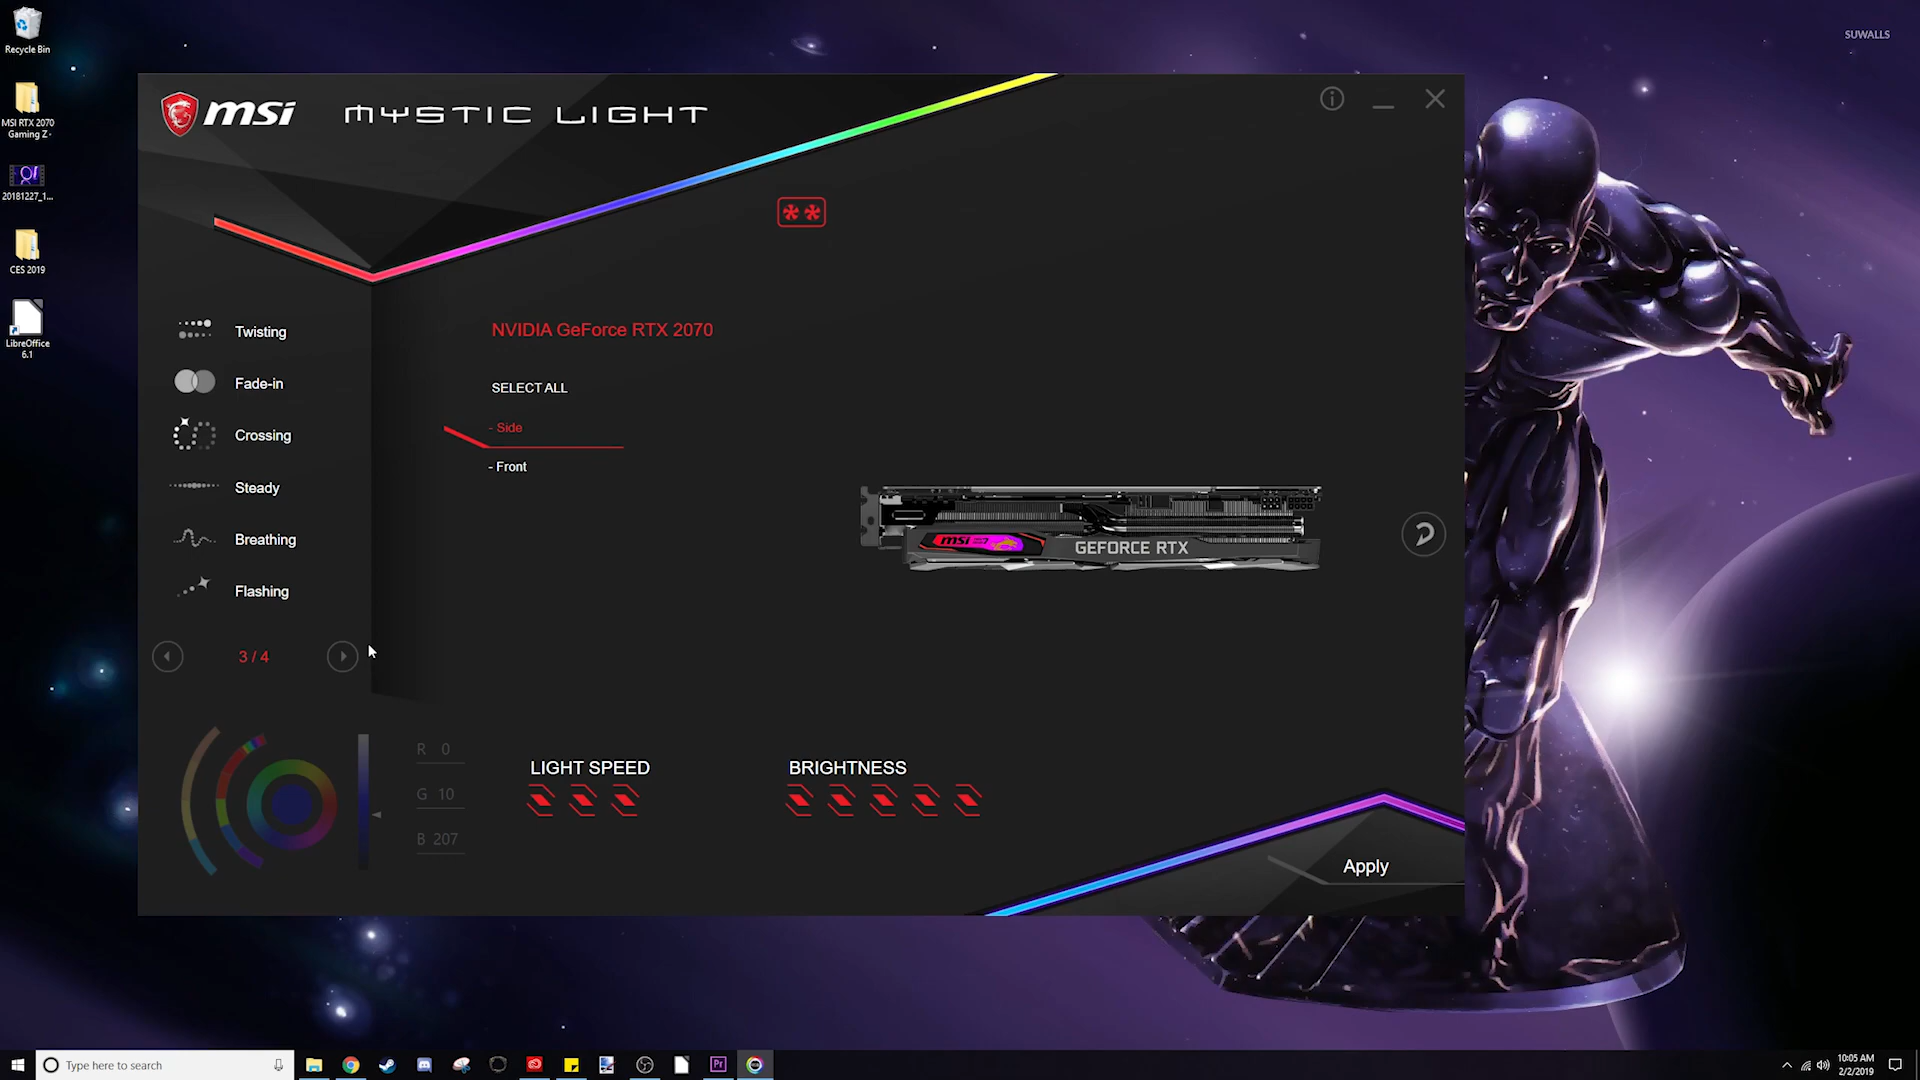 Recycle Bin
MSI RTX 2070
Gaming Z -
20181227_1...
CES 2019
LibreOffice
6.1
SUWALLS
msi MYSTIC LIGHT
Twisting
Fade-in
Crossing
Steady
Breathing
Flashing
3 / 4
NVIDIA GeForce RTX 2070
SELECT ALL
- Side
- Front
msi
GEFORCE RTX
R 0
G 10
B 207
LIGHT SPEED
BRIGHTNESS
Apply
Type here to search
Pr
10:05 AM
2/2/2019